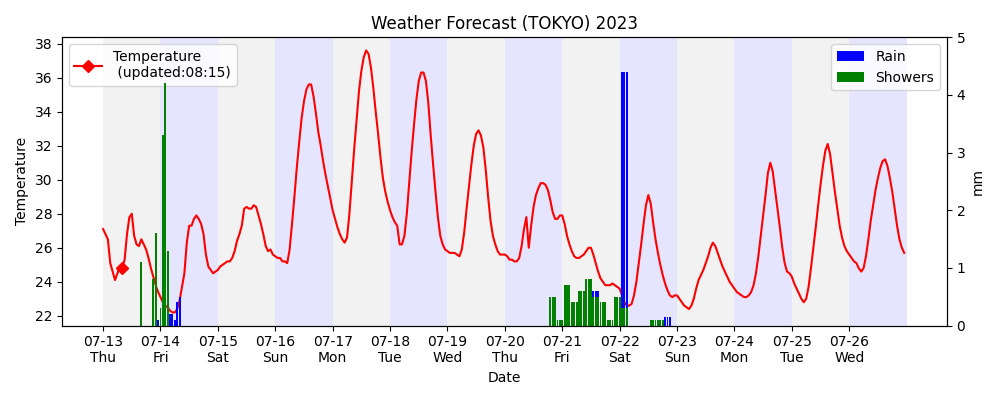 Weather Forecast (TOKYO) 2023
Temperature
(updated:08:15)
Rain
Showers
38
36
34
32
30
28
26
24
22
Temperature
5
4
3
2
1
0
mm
07-13 07-14 07-15 07-16 07-17 07-18 07-19 07-20 07-21 07-22 07-23 07-24 07-25 07-26
Thu Fri Sat Sun Mon Tue Wed Thu Fri Sat Sun Mon Tue Wed
Date